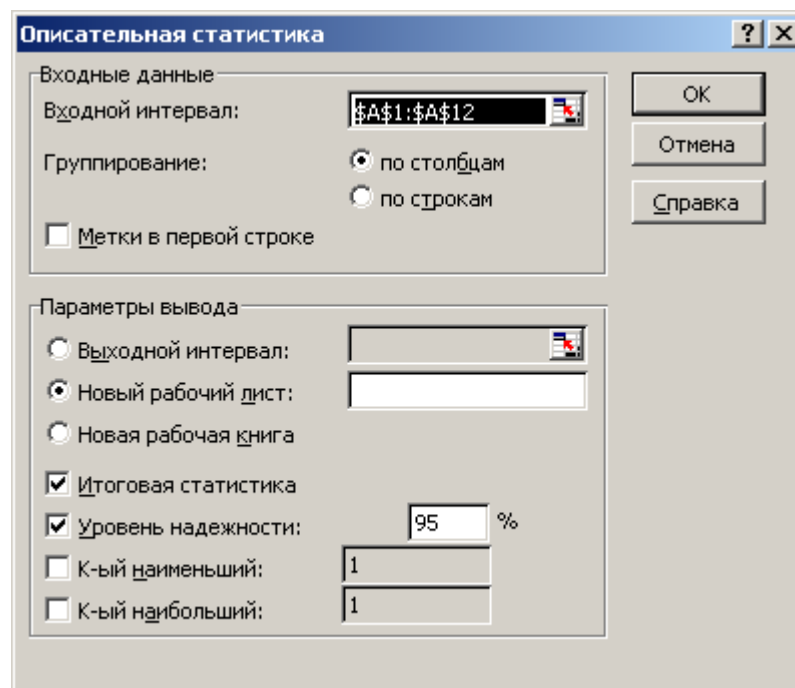 Описательная статистика
Входные данные
Входной интервал: $A$1:$A$12
Группирование: по столбцам
по строкам
Метки в первой строке
OK
Отмена
Справка
Параметры вывода
Выходной интервал:
Новый рабочий лист:
Новая рабочая книга
Итоговая статистика
Уровень надежности: 95 %
К-ый наименьший: 1
К-ый наибольший: 1